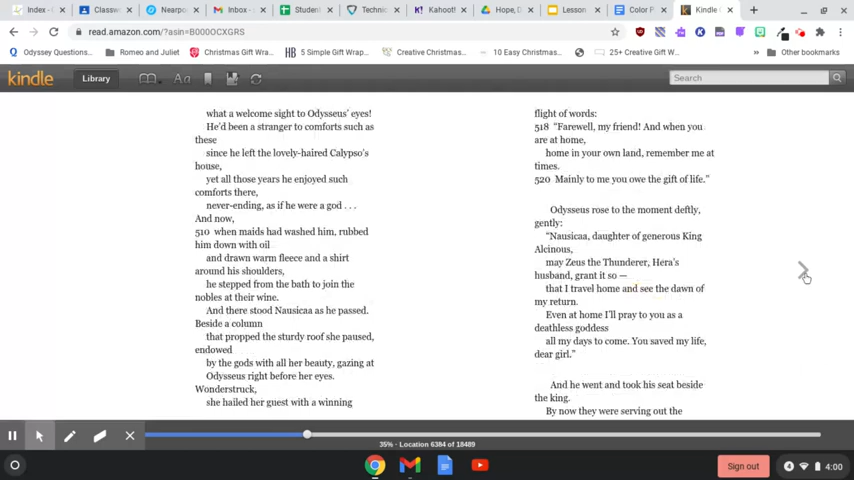 Index - C
Classw
Nearpo
Inbox -
Student
Technic
Kahoot!
Hope, D
Lesson
Color P
Kindle C
read.amazon.com/?asin=B000OCXGRS
Odyssey Questions...
Romeo and Juliet
Christmas Gift Wra...
5 Simple Gift Wrap...
Creative Christmas...
10 Easy Christmas...
25+ Creative Gift W...
Other bookmarks
kindle
Library
Aa
Search
what a welcome sight to Odysseus' eyes!
He'd been a stranger to comforts such as
these
since he left the lovely-haired Calypso's
house,
yet all those years he enjoyed such
comforts there,
never-ending, as if he were a god . . .
And now,
510 when maids had washed him, rubbed
him down with oil
and drawn warm fleece and a shirt
around his shoulders,
he stepped from the bath to join the
nobles at their wine.
And there stood Nausicaa as he passed.
Beside a column
that propped the sturdy roof she paused,
endowed
by the gods with all her beauty, gazing at
Odysseus right before her eyes.
Wonderstruck,
she hailed her guest with a winning
flight of words:
518 “Farewell, my friend! And when you
are at home,
home in your own land, remember me at
times.
520 Mainly to me you owe the gift of life.”
Odysseus rose to the moment deftly,
gently:
“Nausicaa, daughter of generous King
Alcinous,
may Zeus the Thunderer, Hera's
husband, grant it so —
that I travel home and see the dawn of
my return.
Even at home I'll pray to you as a
deathless goddess
all my days to come. You saved my life,
dear girl.”
And he went and took his seat beside
the king.
By now they were serving out the
35% - Location 6384 of 18489
Sign out
4
4:00